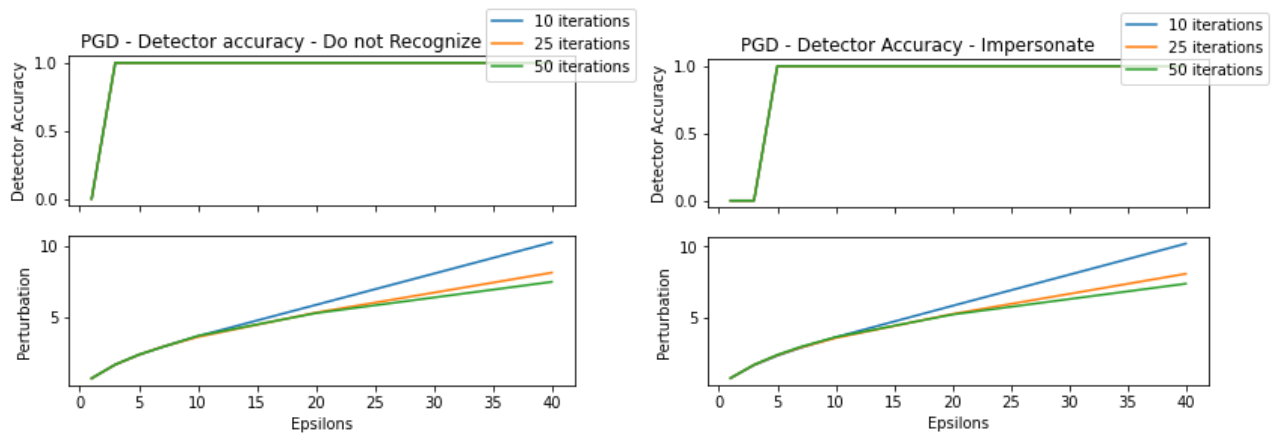 PGD - Detector accuracy - Do not Recognize
10 iterations
25 iterations
50 iterations
Detector Accuracy
1.0
0.5
0.0
Perturbation
10
5
0 5 10 15 20 25 30 35 40
Epsilons
PGD - Detector Accuracy - Impersonate
10 iterations
25 iterations
50 iterations
Detector Accuracy
1.0
0.5
0.0
Perturbation
10
5
0 5 10 15 20 25 30 35 40
Epsilons